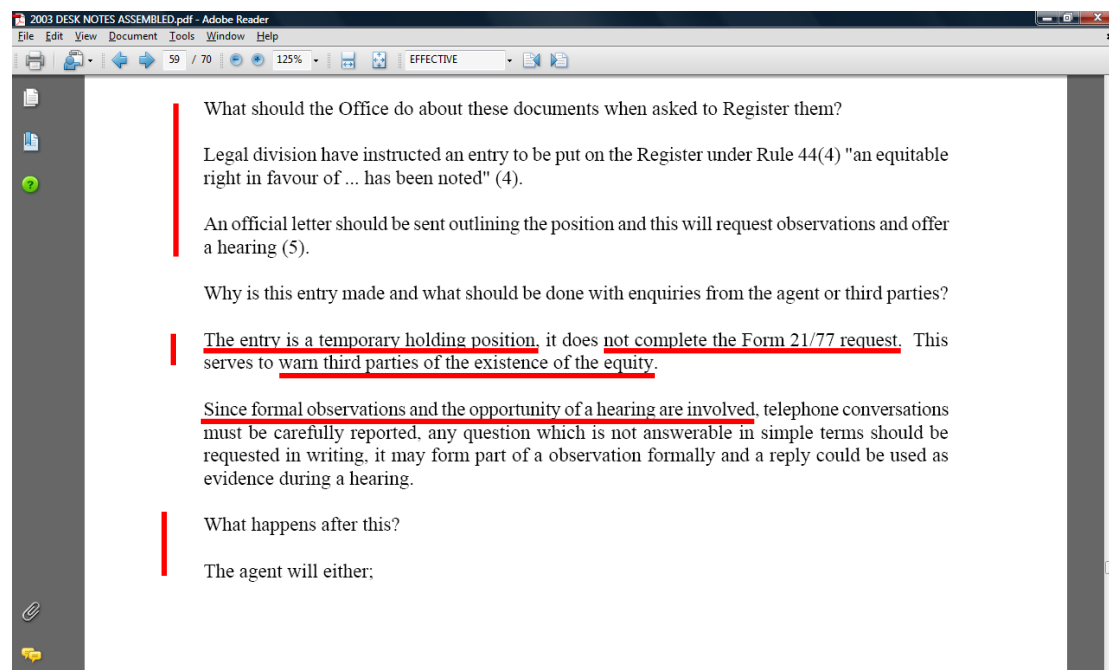 2003 DESK NOTES ASSEMBLED.pdf - Adobe Reader
File Edit View Document Tools Window Help
59 / 70 125% EFFECTIVE
What should the Office do about these documents when asked to Register them?
Legal division have instructed an entry to be put on the Register under Rule 44(4) "an equitable
right in favour of ... has been noted" (4).
An official letter should be sent outlining the position and this will request observations and offer
a hearing (5).
Why is this entry made and what should be done with enquiries from the agent or third parties?
The entry is a temporary holding position, it does not complete the Form 21/77 request. This
serves to warn third parties of the existence of the equity.
Since formal observations and the opportunity of a hearing are involved, telephone conversations
must be carefully reported, any question which is not answerable in simple terms should be
requested in writing, it may form part of a observation formally and a reply could be used as
evidence during a hearing.
What happens after this?
The agent will either;